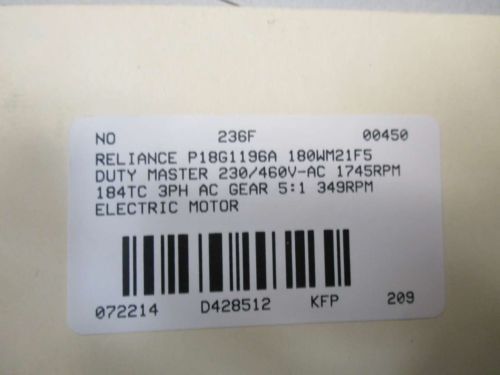 NO 236F 00450
RELIANCE P18G1196A 180WM21F5
DUTY MASTER 230/460V-AC 1745RPM
184TC 3PH AC GEAR 5:1 349RPM
ELECTRIC MOTOR
072214 D428512 KFP 209